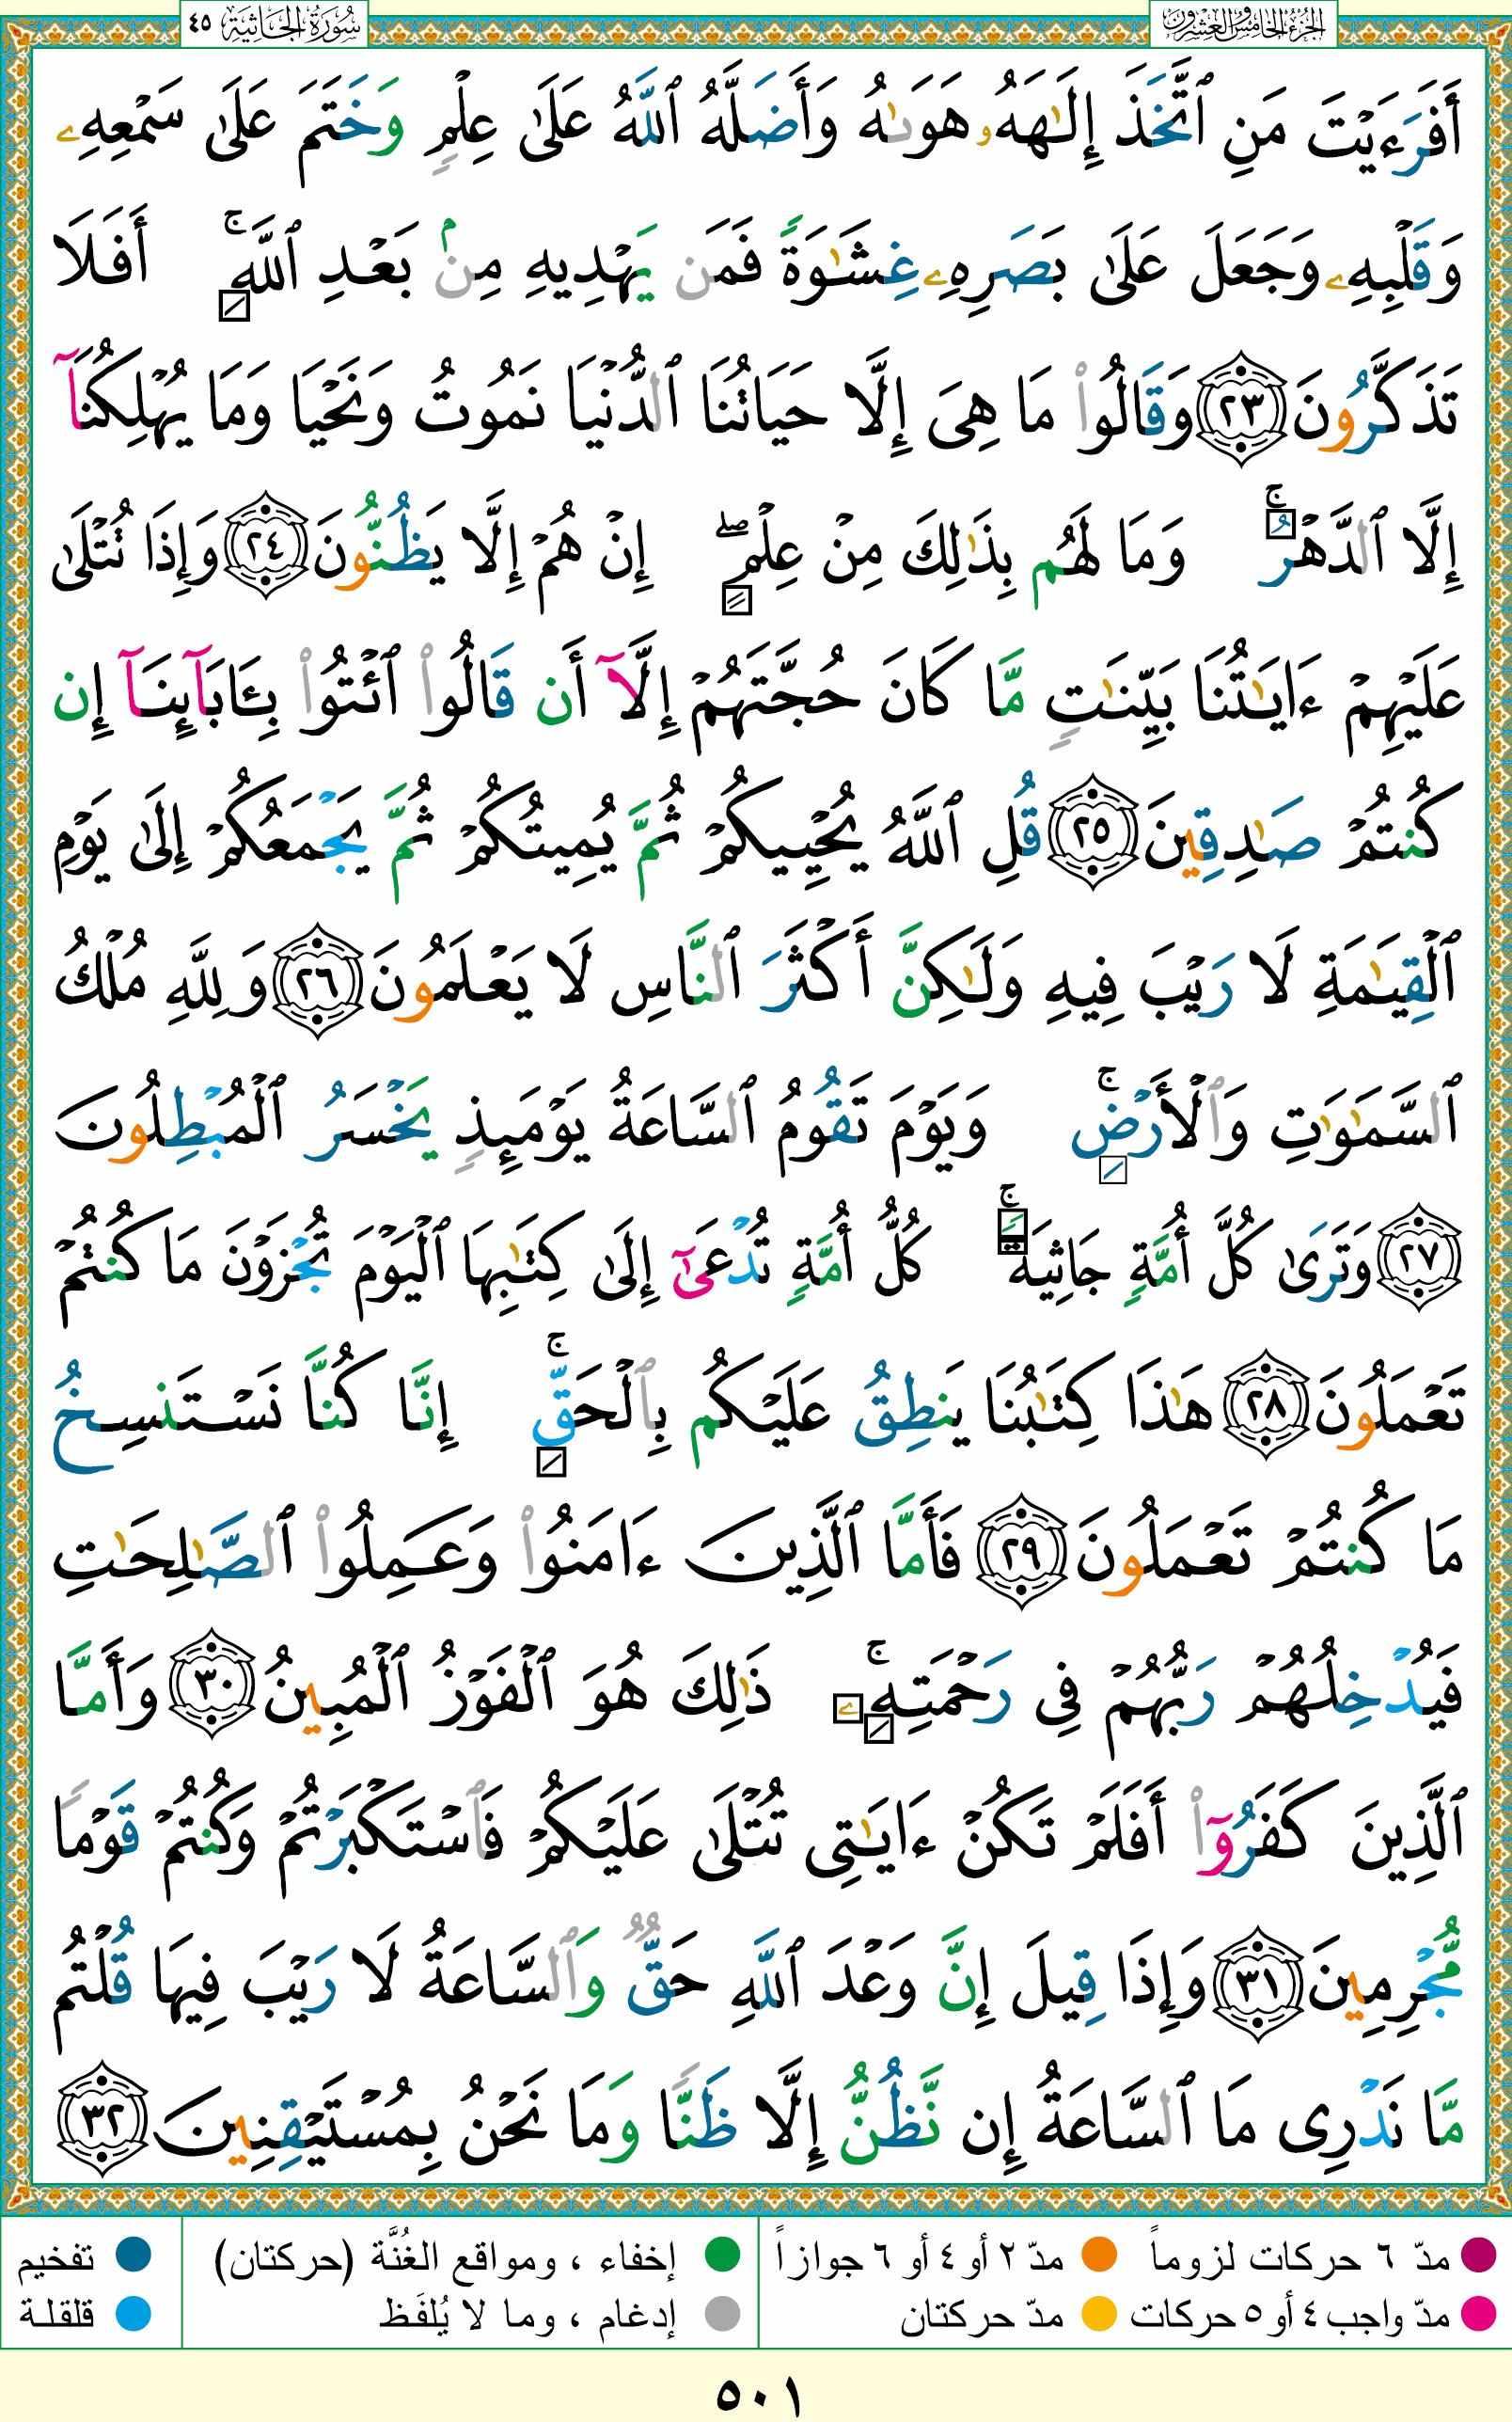 الجزء الخامس والعشرون
سورة الجاثية ٤٥
أَفَرَءَيْتَ مَنِ ٱتَّخَذَ إِلَٰهَهُۥ هَوَىٰهُ وَأَضَلَّهُ ٱللَّهُ عَلَىٰ عِلْمٍ وَخَتَمَ عَلَىٰ سَمْعِهِۦ
وَقَلْبِهِۦ وَجَعَلَ عَلَىٰ بَصَرِهِۦ غِشَٰوَةً فَمَن يَهْدِيهِ مِنۢ بَعْدِ ٱللَّهِ ۚ أَفَلَا
تَذَكَّرُونَ ٢٣ وَقَالُوا۟ مَا هِىَ إِلَّا حَيَاتُنَا ٱلدُّنْيَا نَمُوتُ وَنَحْيَا وَمَا يُهْلِكُنَآ
إِلَّا ٱلدَّهْرُ ۚ وَمَا لَهُم بِذَٰلِكَ مِنْ عِلْمٍ ۖ إِنْ هُمْ إِلَّا يَظُنُّونَ ٢٤ وَإِذَا تُتْلَىٰ
عَلَيْهِمْ ءَايَٰتُنَا بَيِّنَٰتٍ مَّا كَانَ حُجَّتَهُمْ إِلَّآ أَن قَالُوا۟ ٱئْتُوا۟ بِـَٔابَآئِنَآ إِن
كُنتُمْ صَٰدِقِينَ ٢٥ قُلِ ٱللَّهُ يُحْيِيكُمْ ثُمَّ يُمِيتُكُمْ ثُمَّ يَجْمَعُكُمْ إِلَىٰ يَوْمِ
ٱلْقِيَٰمَةِ لَا رَيْبَ فِيهِ وَلَٰكِنَّ أَكْثَرَ ٱلنَّاسِ لَا يَعْلَمُونَ ٢٦ وَلِلَّهِ مُلْكُ
ٱلسَّمَٰوَٰتِ وَٱلْأَرْضِ ۚ وَيَوْمَ تَقُومُ ٱلسَّاعَةُ يَوْمَئِذٍ يَخْسَرُ ٱلْمُبْطِلُونَ
٢٧ وَتَرَىٰ كُلَّ أُمَّةٍ جَاثِيَةً ۚ كُلُّ أُمَّةٍ تُدْعَىٰٓ إِلَىٰ كِتَٰبِهَا ٱلْيَوْمَ تُجْزَوْنَ مَا كُنتُمْ
تَعْمَلُونَ ٢٨ هَٰذَا كِتَٰبُنَا يَنطِقُ عَلَيْكُم بِٱلْحَقِّ ۚ إِنَّا كُنَّا نَسْتَنسِخُ
مَا كُنتُمْ تَعْمَلُونَ ٢٩ فَأَمَّا ٱلَّذِينَ ءَامَنُوا۟ وَعَمِلُوا۟ ٱلصَّٰلِحَٰتِ
فَيُدْخِلُهُمْ رَبُّهُمْ فِى رَحْمَتِهِۦ ۚ ذَٰلِكَ هُوَ ٱلْفَوْزُ ٱلْمُبِينُ ٣٠ وَأَمَّا
ٱلَّذِينَ كَفَرُوٓا۟ أَفَلَمْ تَكُنْ ءَايَٰتِى تُتْلَىٰ عَلَيْكُمْ فَٱسْتَكْبَرْتُمْ وَكُنتُمْ قَوْمًا
مُّجْرِمِينَ ٣١ وَإِذَا قِيلَ إِنَّ وَعْدَ ٱللَّهِ حَقٌّ وَٱلسَّاعَةُ لَا رَيْبَ فِيهَا قُلْتُم
مَّا نَدْرِى مَا ٱلسَّاعَةُ إِن نَّظُنُّ إِلَّا ظَنًّا وَمَا نَحْنُ بِمُسْتَيْقِنِينَ ٣٢
مدّ ٦ حركات لزوماً مدّ ٢ أو ٤ أو ٦ جوازاً إخفاء ، ومواقع الغُنَّة (حركتان) تفخيم
مدّ واجب ٤ أو ٥ حركات مدّ حركتان إدغام ، وما لا يُلفَظ قلقلة
٥٠١